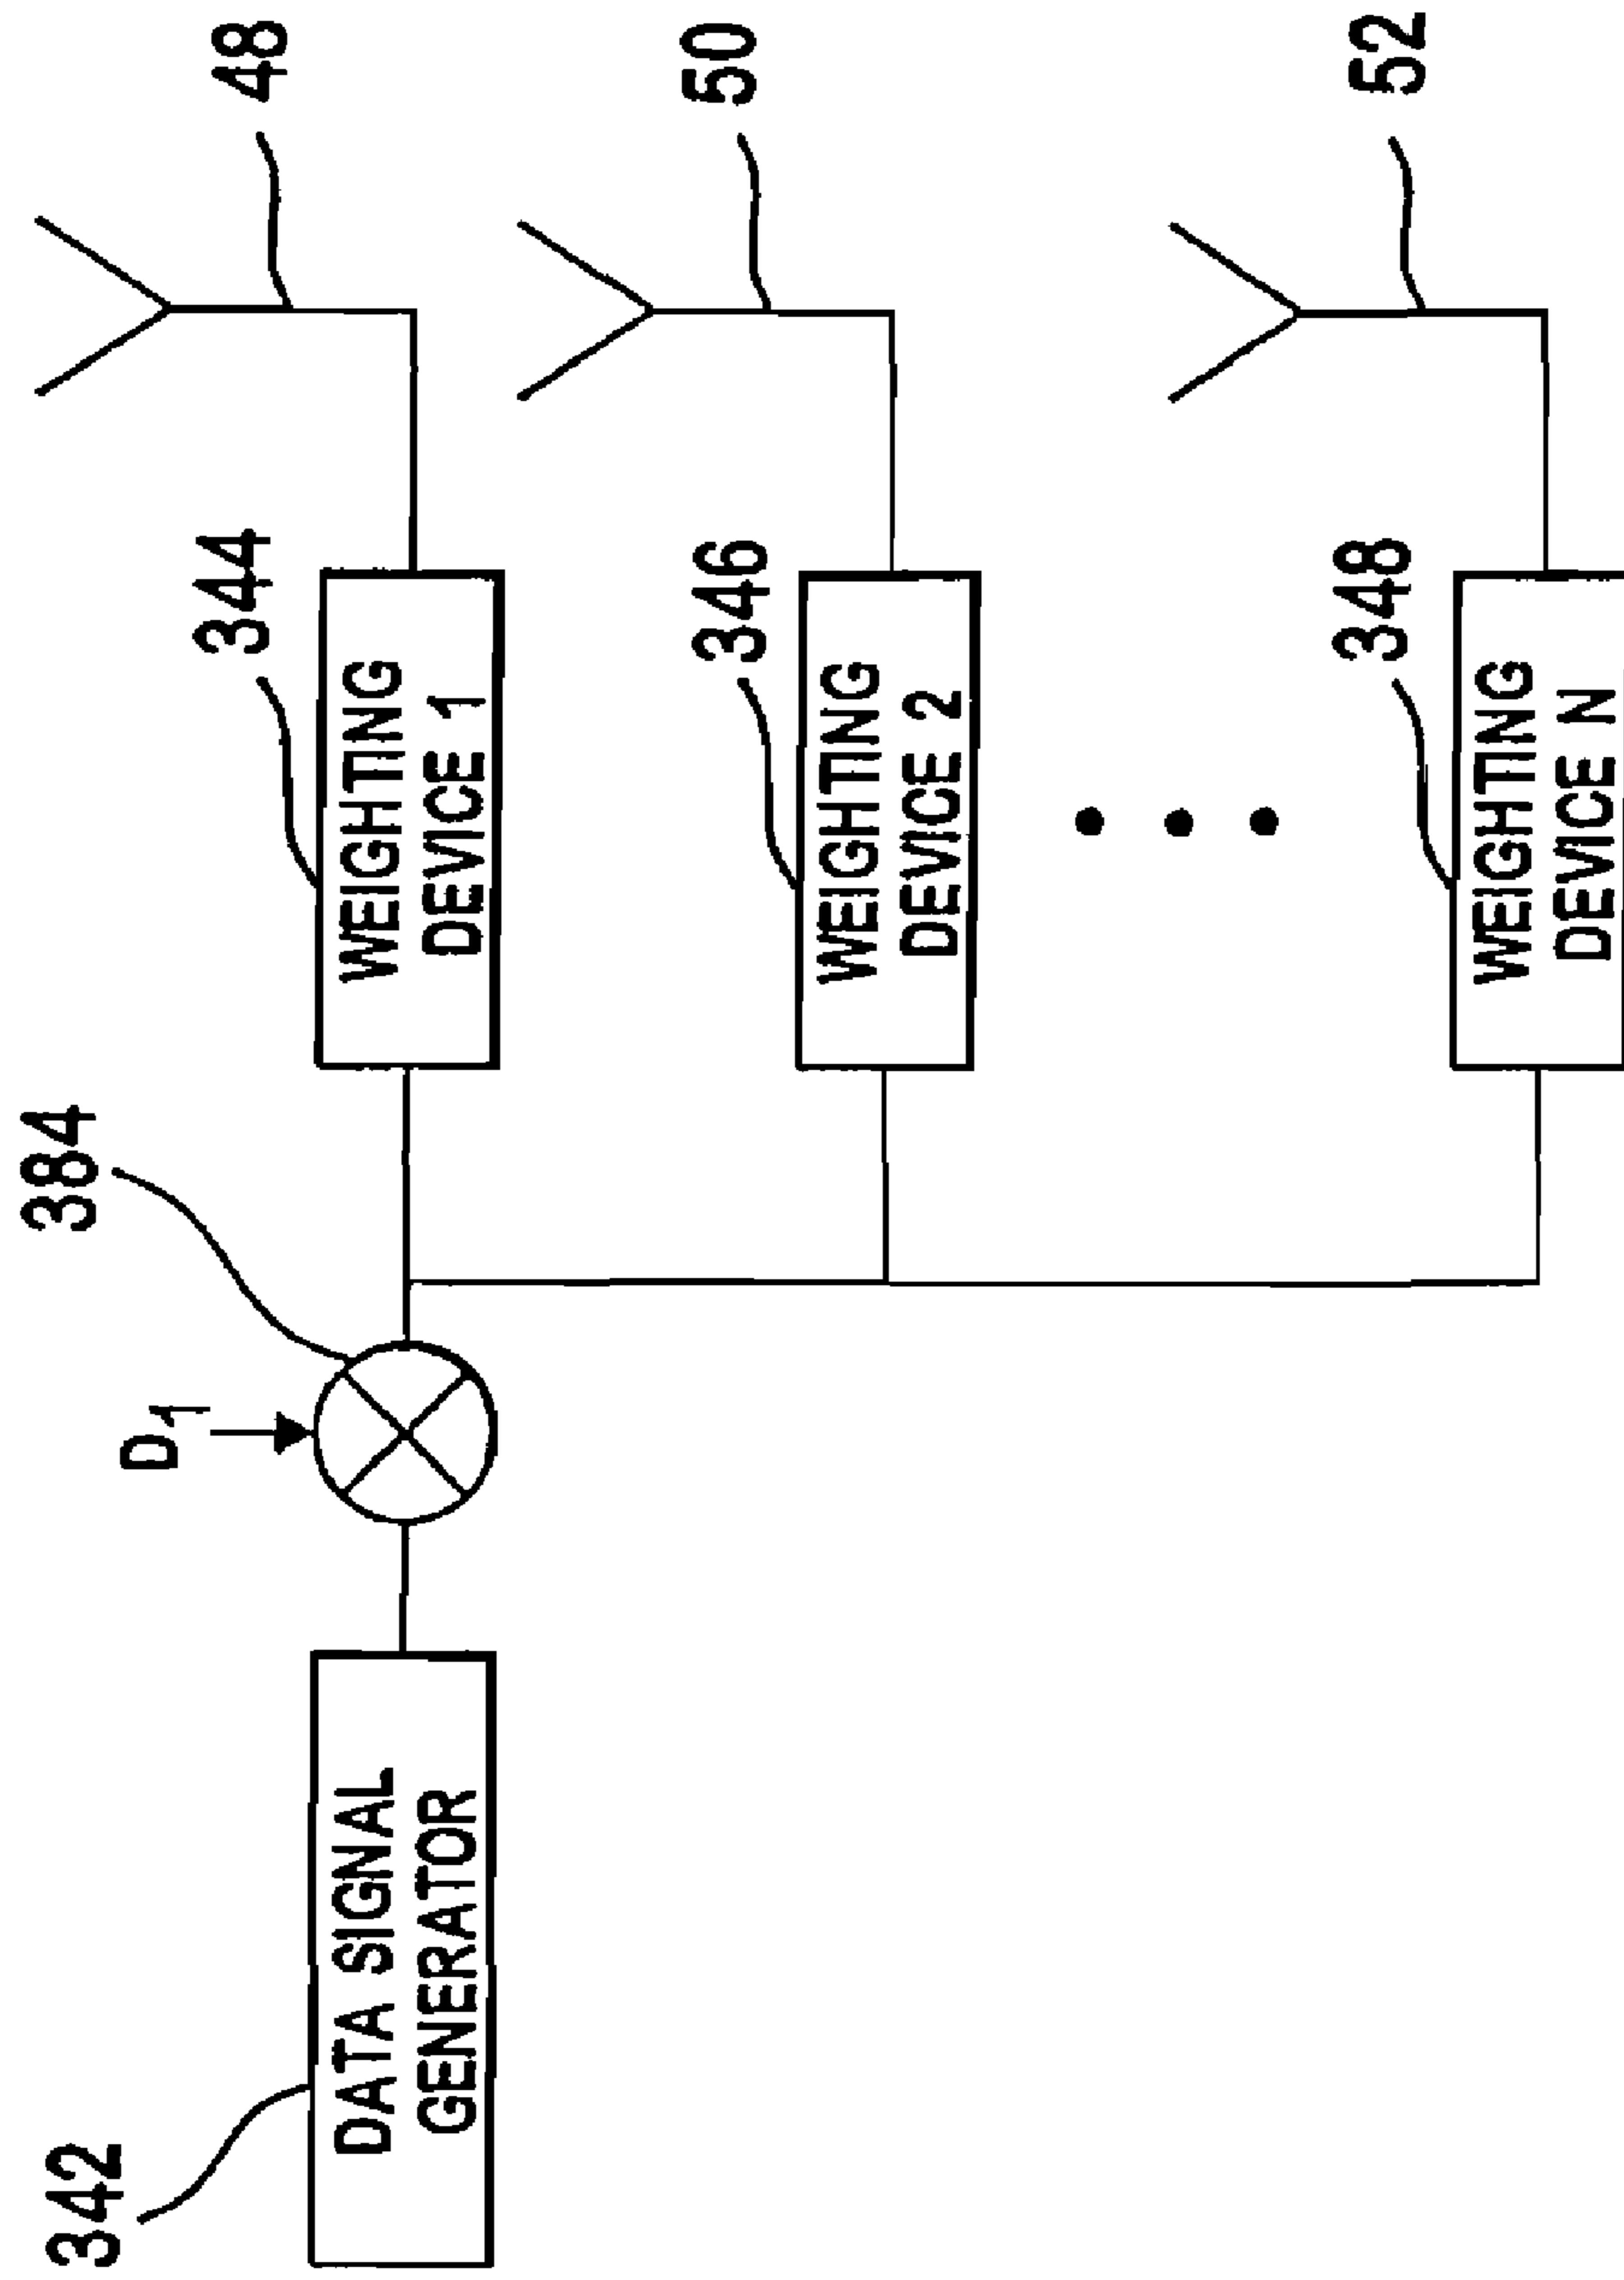 342
DATA SIGNAL
GENERATOR
D1
384
344
WEIGHTING
DEVICE 1
48
346
WEIGHTING
DEVICE 2
50
348
WEIGHTING
DEVICE N
52